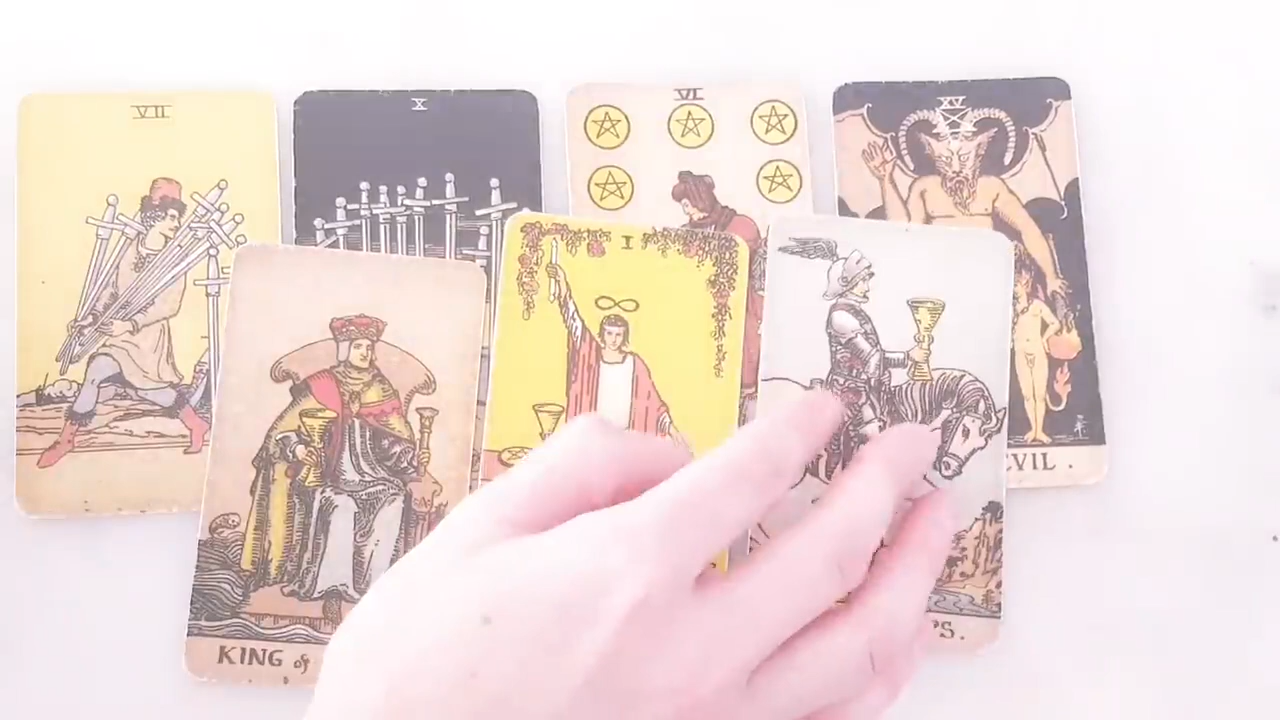 VII
X
VI
XV
I
EVIL.
KING of
PS.